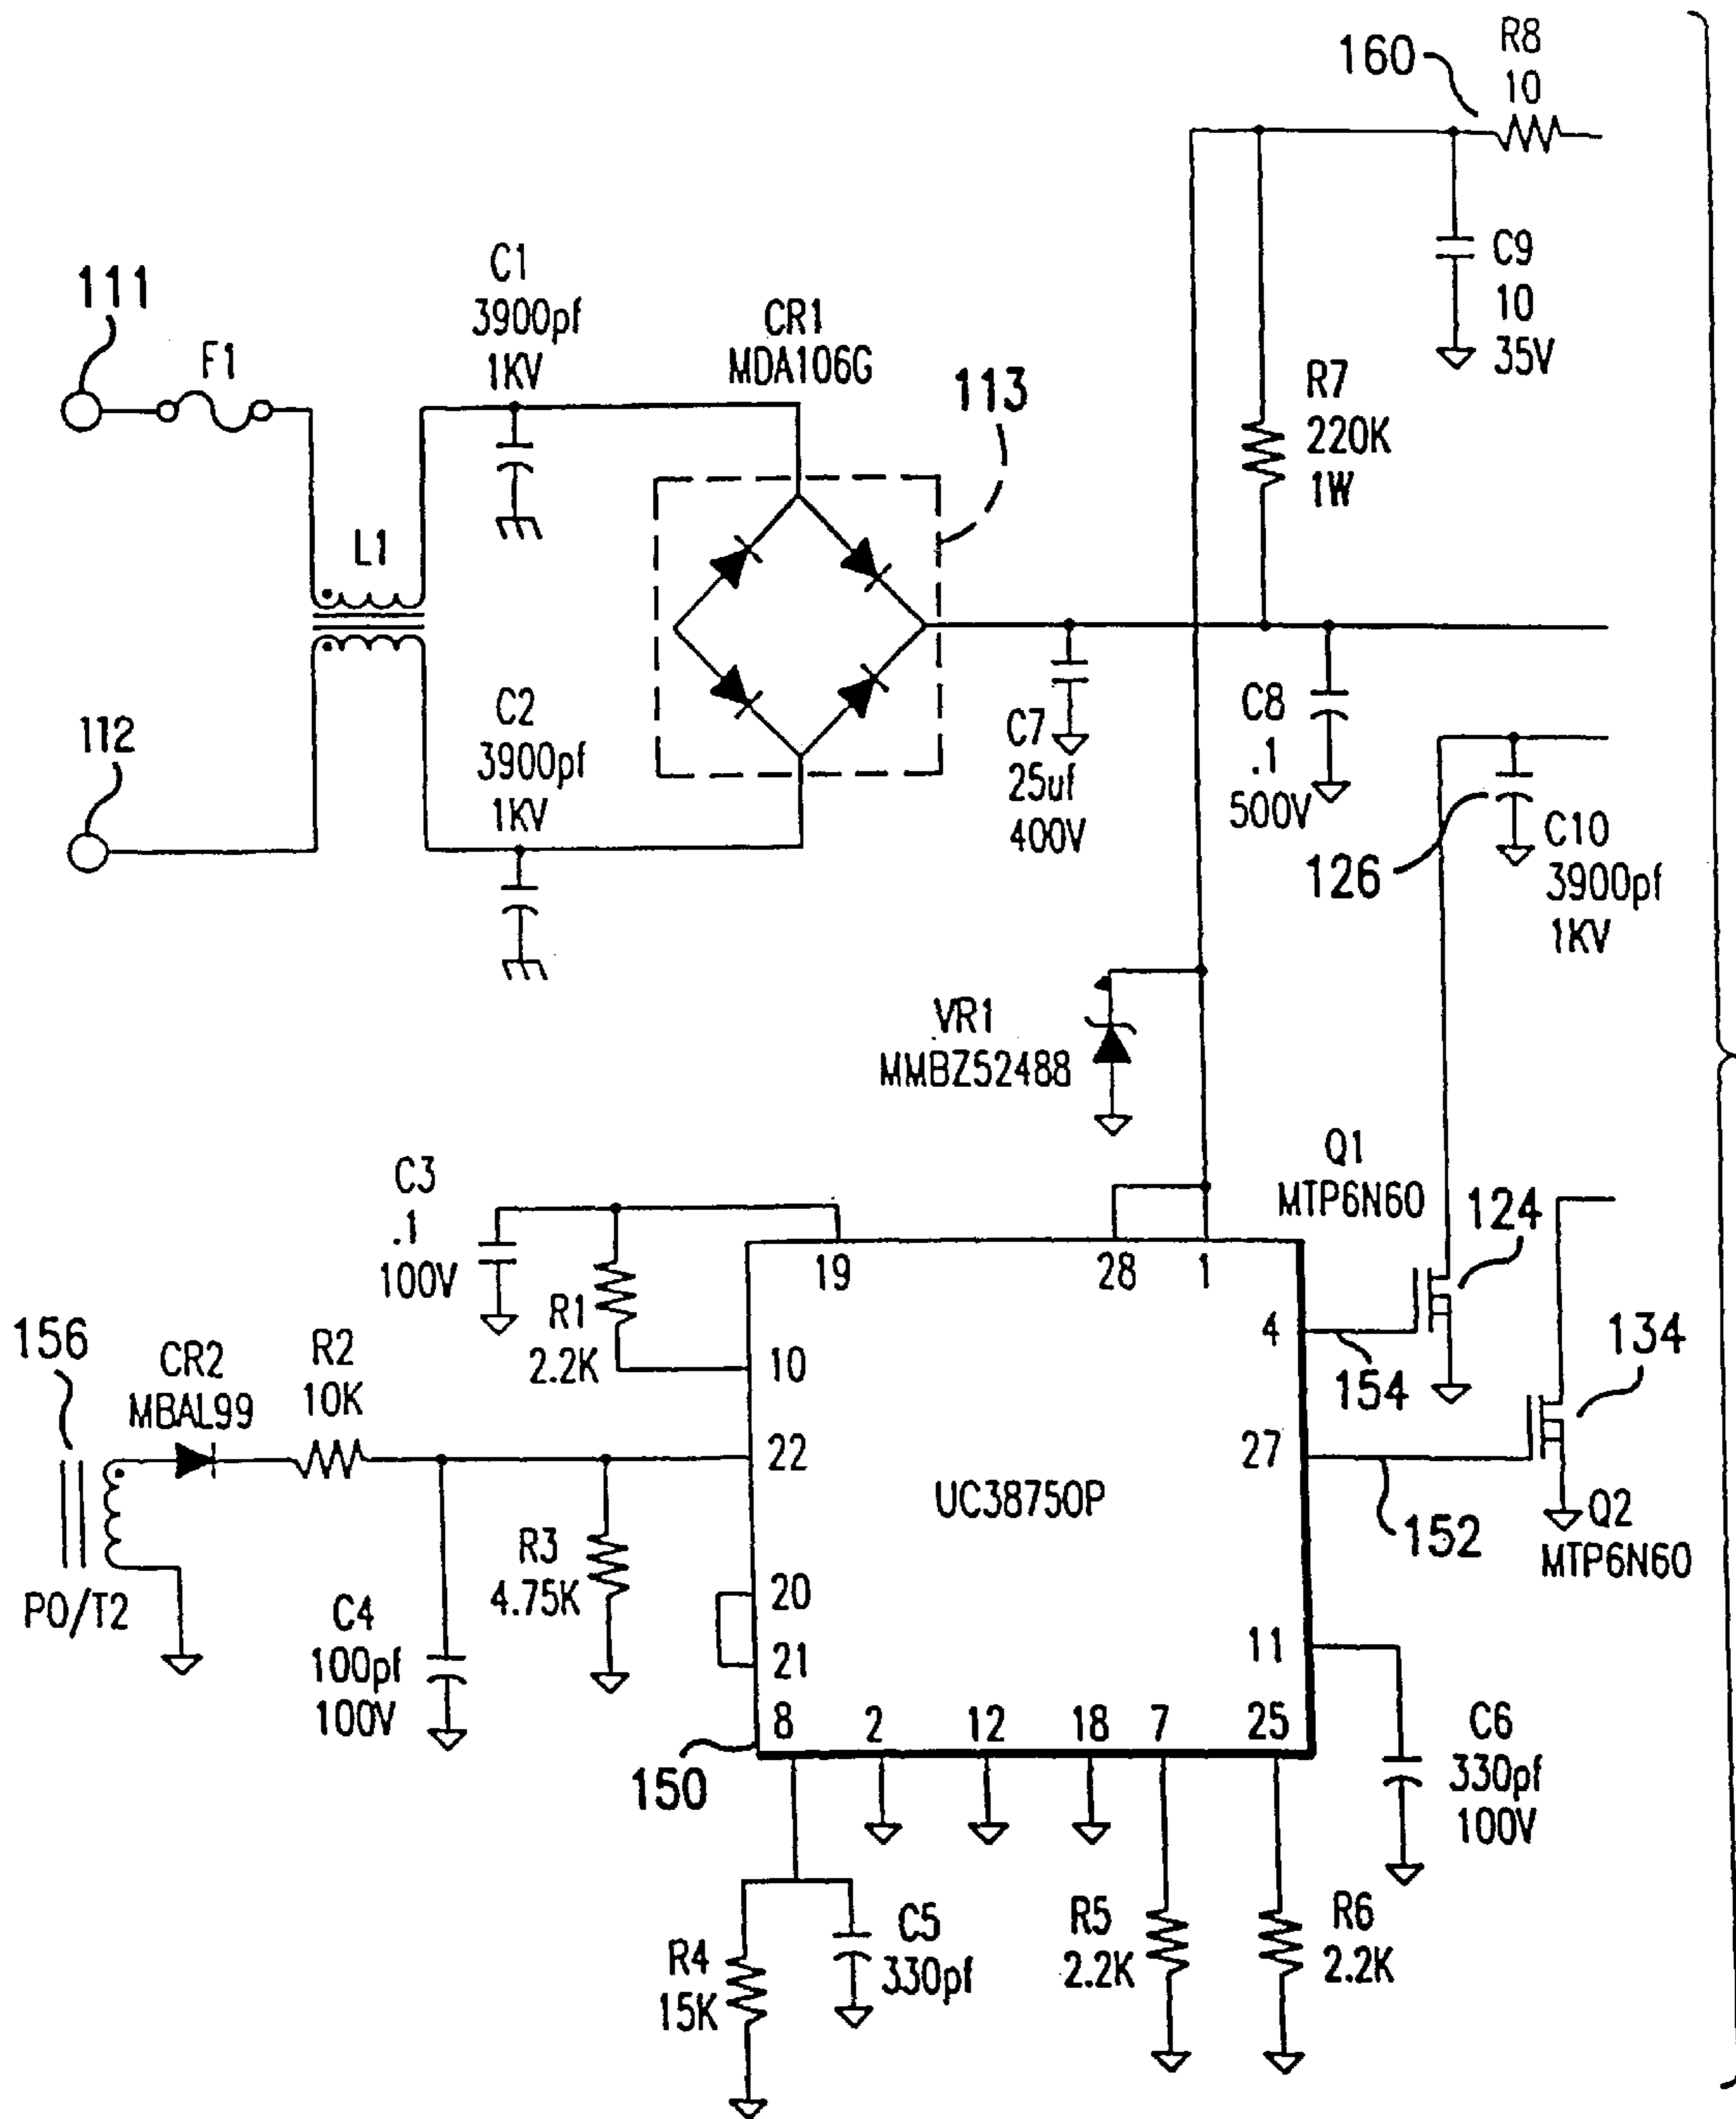 160
R8
10
111
F1
C1
3900pf
1KV
CR1
MDA106G
113
C9
10
35V
R7
220K
1W
L1
112
C2
3900pf
1KV
C7
25uf
400V
C8
.1
500V
126
C10
3900pf
1KV
VR1
MMBZ52488
C3
.1
100V
Q1
MTP6N60
124
19
28
1
R1
2.2K
4
134
156
CR2
MBAL99
R2
10K
10
154
22
27
UC38750P
152
Q2
MTP6N60
R3
4.75K
20
PO/T2
C4
100pf
100V
21
11
8
2
12
18
7
25
C6
330pf
100V
150
C5
330pf
R4
15K
R5
2.2K
R6
2.2K